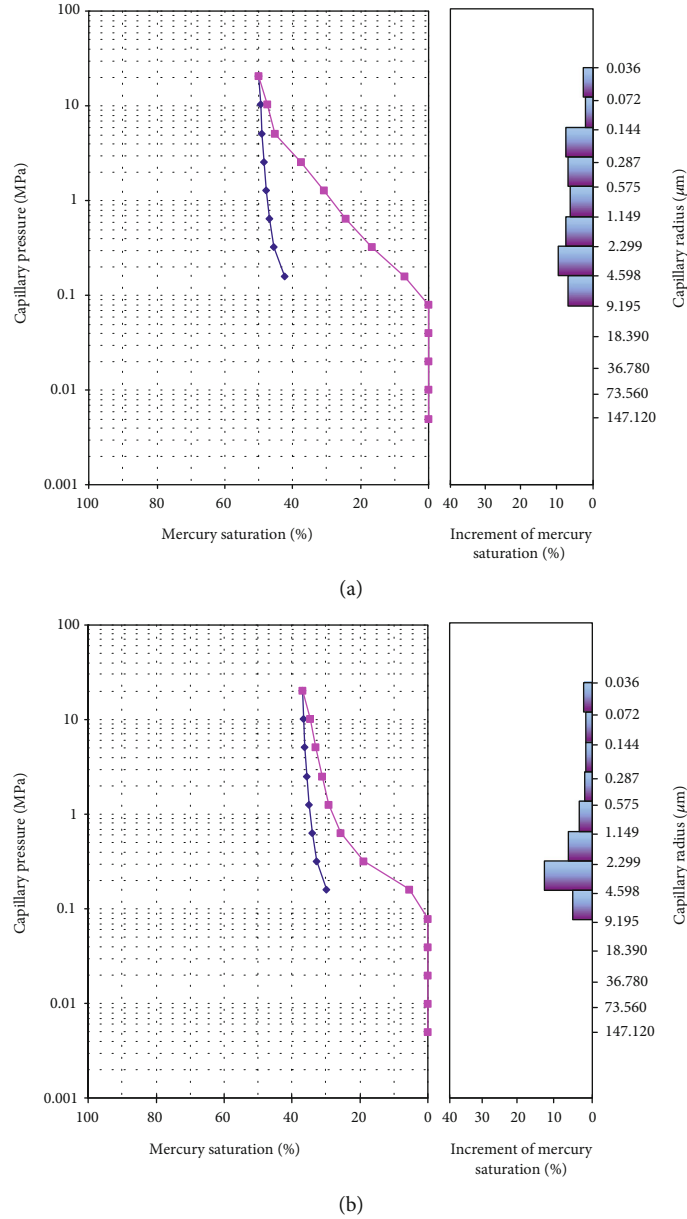 100
10
1
0.1
0.01
0.001
Capillary pressure (MPa)
100 80 60 40 20 0
Mercury saturation (%)
0.036
0.072
0.144
0.287
0.575
1.149
2.299
4.598
9.195
18.390
36.780
73.560
147.120
Capillary radius (μm)
40 30 20 10 0
Increment of mercury
saturation (%)
(a)
100
10
1
0.1
0.01
0.001
Capillary pressure (MPa)
100 80 60 40 20 0
Mercury saturation (%)
0.036
0.072
0.144
0.287
0.575
1.149
2.299
4.598
9.195
18.390
36.780
73.560
147.120
Capillary radius (μm)
40 30 20 10 0
Increment of mercury
saturation (%)
(b)